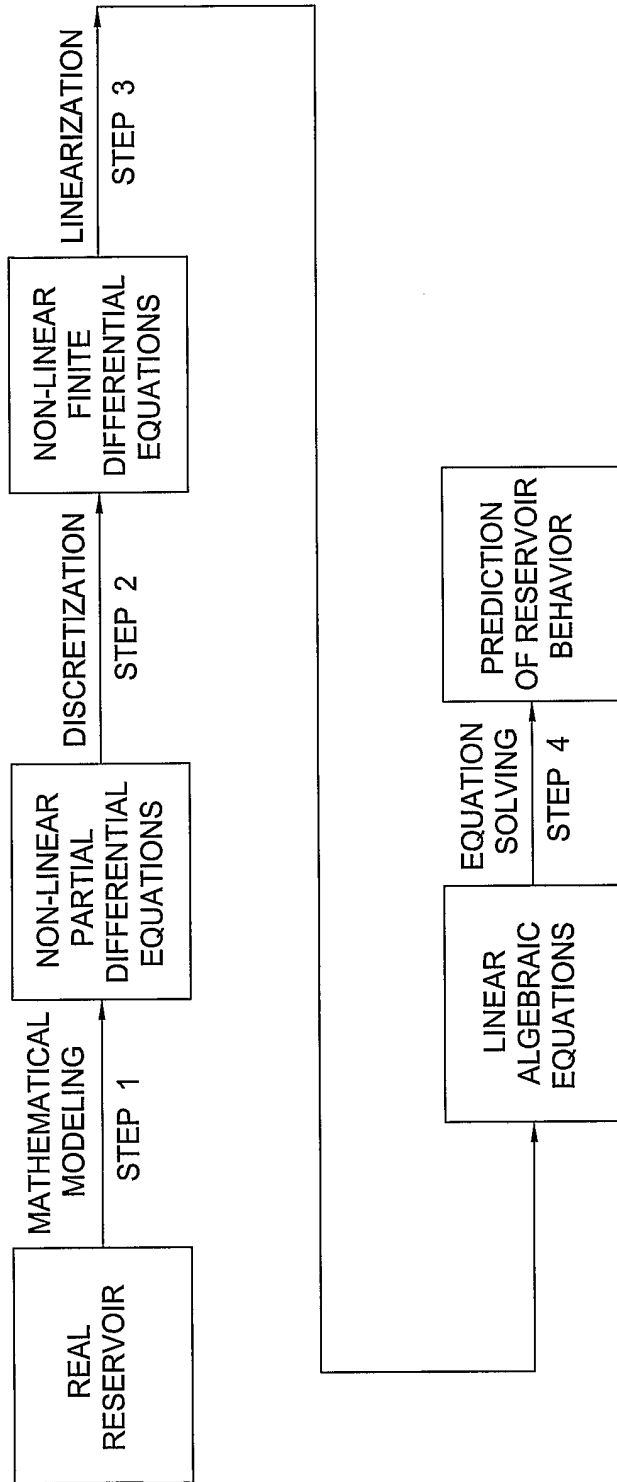 REAL
RESERVOIR
MATHEMATICAL
MODELING
STEP 1
NON-LINEAR
PARTIAL
DIFFERENTIAL
EQUATIONS
DISCRETIZATION
STEP 2
NON-LINEAR
FINITE
DIFFERENTIAL
EQUATIONS
LINEARIZATION
STEP 3
LINEAR
ALGEBRAIC
EQUATIONS
EQUATION
SOLVING
STEP 4
PREDICTION
OF RESERVOIR
BEHAVIOR